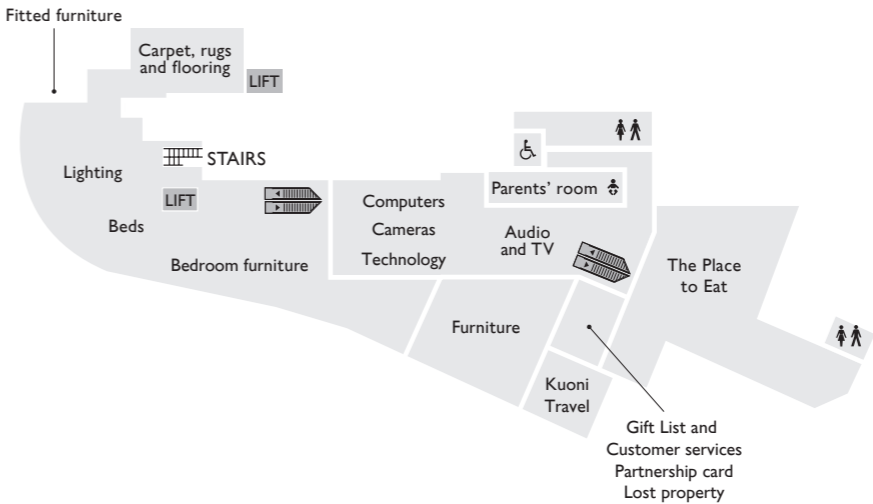 Fitted furniture
Carpet, rugs
and flooring
LIFT
STAIRS
Lighting
LIFT
Beds
Bedroom furniture
Computers
Cameras
Technology
Parents’ room
Audio
and TV
The Place
to Eat
Furniture
Kuoni
Travel
Gift List and
Customer services
Partnership card
Lost property